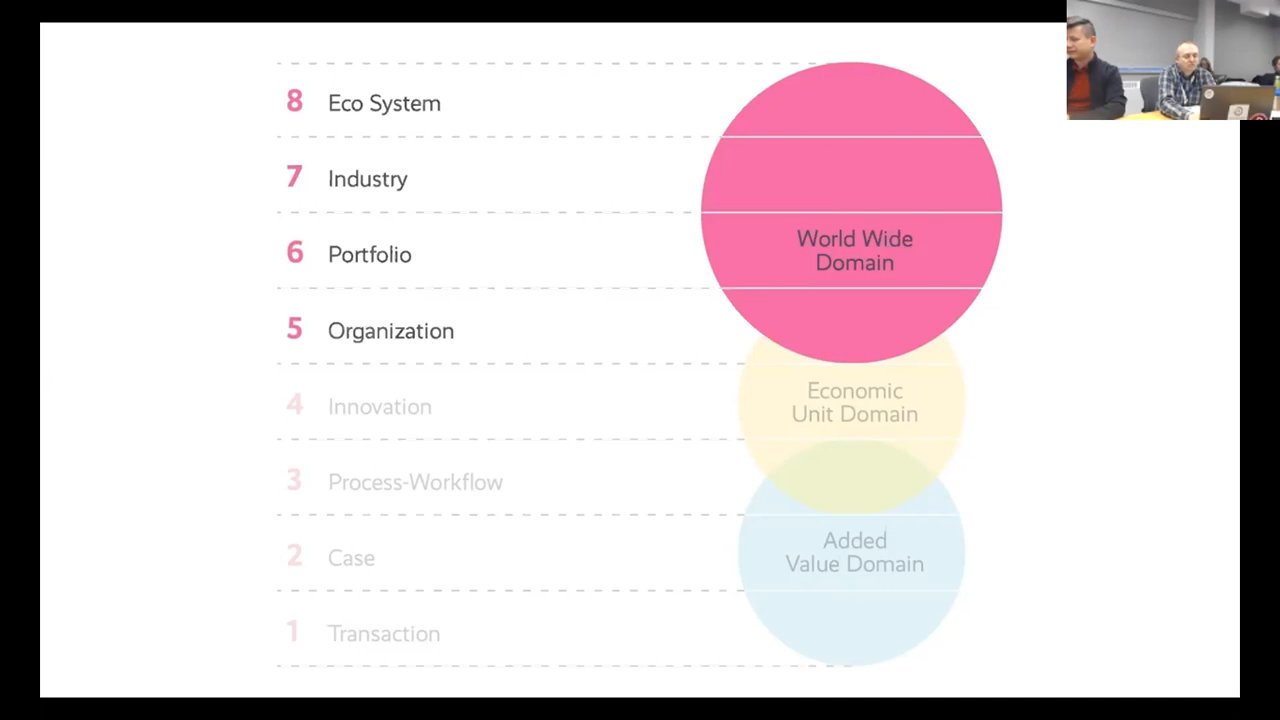 8 Eco System
7 Industry
6 Portfolio
5 Organization
4 Innovation
3 Process-Workflow
2 Case
1 Transaction
World Wide
Domain
Economic
Unit Domain
Added
Value Domain